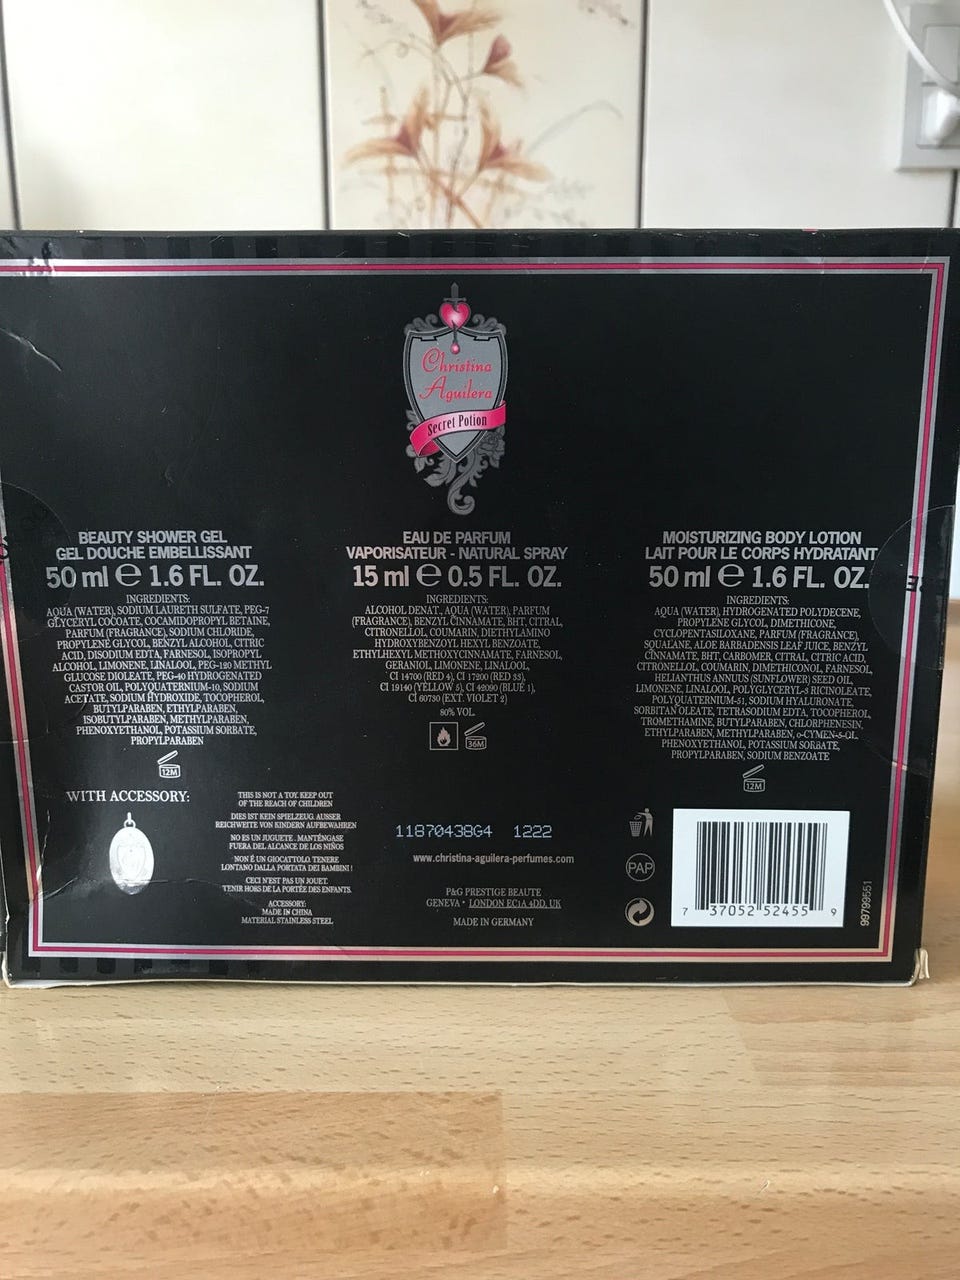 Christina
Aguilera
Secret Potion
BEAUTY SHOWER GEL
GEL DOUCHE EMBELLISSANT
50 ml ℮ 1.6 FL. OZ.
INGREDIENTS:
AQUA (WATER), SODIUM LAURETH SULFATE, PEG-7
GLYCERYL COCOATE, COCAMIDOPROPYL BETAINE,
PARFUM (FRAGRANCE), SODIUM CHLORIDE,
PROPYLENE GLYCOL, BENZYL ALCOHOL, CITRIC
ACID, DISODIUM EDTA, FARNESOL, ISOPROPYL
ALCOHOL, LIMONENE, LINALOOL, PEG-120 METHYL
GLUCOSE DIOLEATE, PEG-40 HYDROGENATED
CASTOR OIL, POLYQUATERNIUM-10, SODIUM
ACETATE, SODIUM HYDROXIDE, TOCOPHEROL,
BUTYLPARABEN, ETHYLPARABEN,
ISOBUTYLPARABEN, METHYLPARABEN,
PHENOXYETHANOL, POTASSIUM SORBATE,
PROPYLPARABEN
12M
EAU DE PARFUM
VAPORISATEUR - NATURAL SPRAY
15 ml ℮ 0.5 FL. OZ.
INGREDIENTS:
ALCOHOL DENAT., AQUA (WATER), PARFUM
(FRAGRANCE), BENZYL CINNAMATE, BHT, CITRAL,
CITRONELLOL, COUMARIN, DIETHYLAMINO
HYDROXYBENZOYL HEXYL BENZOATE,
ETHYLHEXYL METHOXYCINNAMATE, FARNESOL,
GERANIOL, LIMONENE, LINALOOL,
CI 14700 (RED 4), CI 17200 (RED 33),
CI 19140 (YELLOW 5), CI 42090 (BLUE 1),
CI 60730 (EXT. VIOLET 2)
80% VOL.
36M
MOISTURIZING BODY LOTION
LAIT POUR LE CORPS HYDRATANT
50 ml ℮ 1.6 FL. OZ.
INGREDIENTS:
AQUA (WATER), HYDROGENATED POLYDECENE,
PROPYLENE GLYCOL, DIMETHICONE,
CYCLOPENTASILOXANE, PARFUM (FRAGRANCE),
SQUALANE, ALOE BARBADENSIS LEAF JUICE, BENZYL
CINNAMATE, BHT, CARBOMER, CITRAL, CITRIC ACID,
CITRONELLOL, COUMARIN, DIMETHICONOL, FARNESOL,
HELIANTHUS ANNUUS (SUNFLOWER) SEED OIL,
LIMONENE, LINALOOL, POLYGLYCERYL-3 RICINOLEATE,
POLYQUATERNIUM-51, SODIUM HYALURONATE,
SORBITAN OLEATE, TETRASODIUM EDTA, TOCOPHEROL,
TROMETHAMINE, BUTYLPARABEN, CHLORPHENESIN,
ETHYLPARABEN, METHYLPARABEN, o-CYMEN-5-OL,
PHENOXYETHANOL, POTASSIUM SORBATE,
PROPYLPARABEN, SODIUM BENZOATE
12M
WITH ACCESSORY:
THIS IS NOT A TOY. KEEP OUT
OF THE REACH OF CHILDREN
DIES IST KEIN SPIELZEUG. AUSSER
REICHWEITE VON KINDERN AUFBEWAHREN
NO ES UN JUGUETE. MANTÉNGASE
FUERA DEL ALCANCE DE LOS NIÑOS
NON È UN GIOCATTOLO. TENERE
LONTANO DALLA PORTATA DEI BAMBINI!
CECI N'EST PAS UN JOUET.
TENIR HORS DE LA PORTÉE DES ENFANTS.
ACCESSORY:
MADE IN CHINA
MATERIAL STAINLESS STEEL
11870438G4 1222
www.christina-aguilera-perfumes.com
P&G PRESTIGE BEAUTE
GENEVA • LONDON EC1A 4DD, UK
MADE IN GERMANY
PAP
7 37052 52455 9
99799551